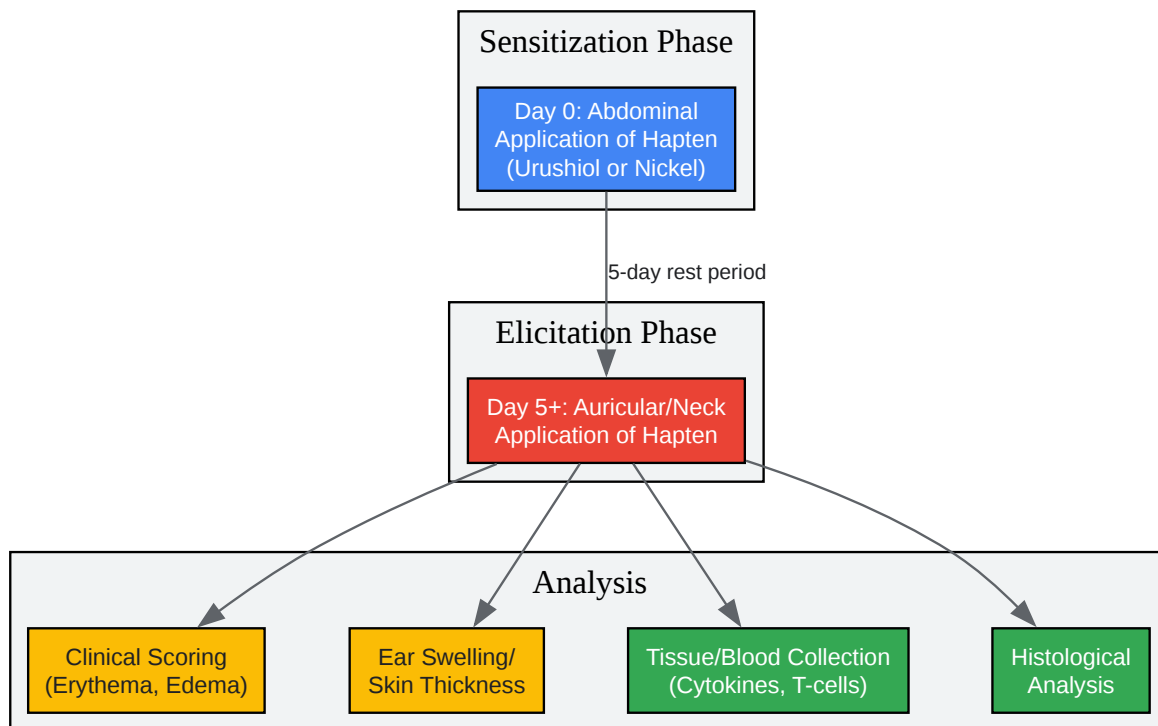 Sensitization Phase
Day 0: Abdominal
Application of Hapten
(Urushiol or Nickel)
5-day rest period
Elicitation Phase
Day 5+: Auricular/Neck
Application of Hapten
Analysis
Clinical Scoring
(Erythema, Edema)
Ear Swelling/
Skin Thickness
Tissue/Blood Collection
(Cytokines, T-cells)
Histological
Analysis